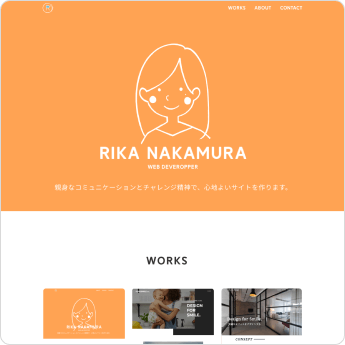 WORKS ABOUT CONTACT
RIKA NAKAMURA
WEB DEVEROPPER
親身なコミュニケーションとチャレンジ精神で、心地よいサイトを作ります。
WORKS
RIKA NAKAMURA
DESIGN
FOR
SMILE.
Design for Smile.
CONCEPT